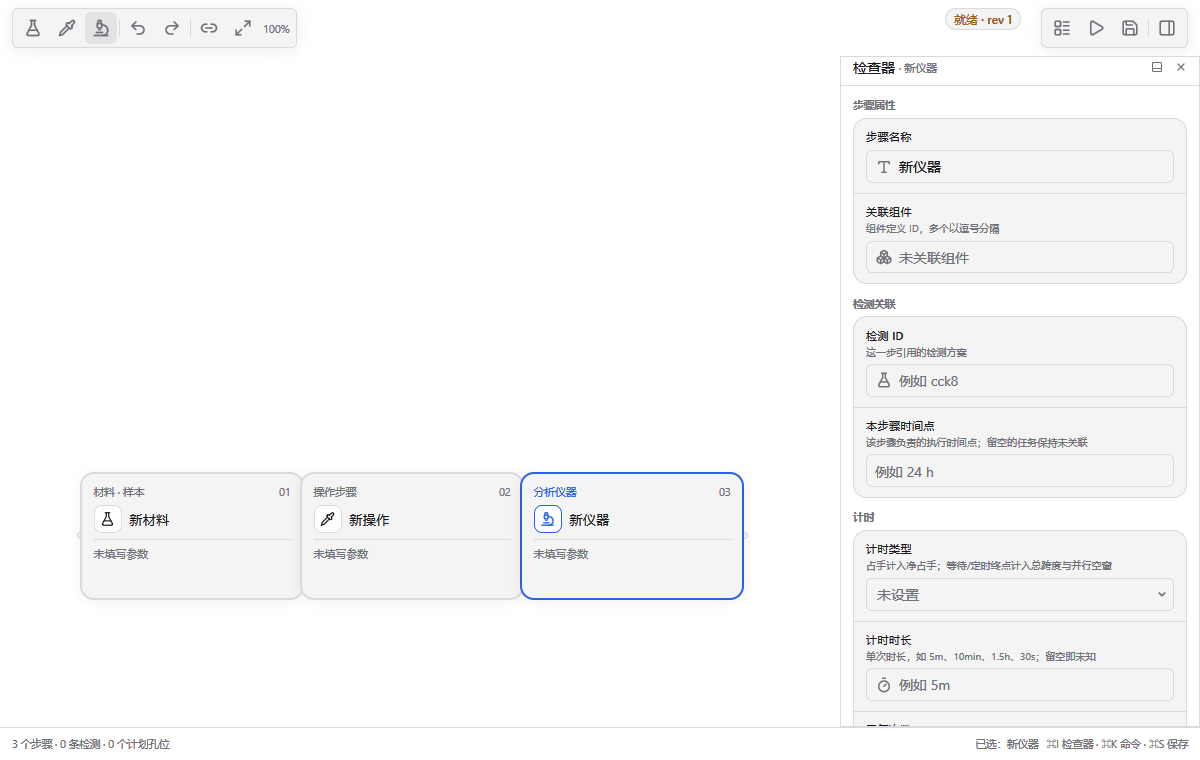 100%
就绪 · rev 1
检查器 · 新仪器
步骤属性
步骤名称
新仪器
关联组件
组件定义 ID，多个以逗号分隔
未关联组件
检测关联
检测 ID
这一步引用的检测方案
例如 cck8
本步骤时间点
该步骤负责的执行时间点；留空的任务保持未关联
例如 24 h
计时
计时类型
占手计入净占手；等待/定时终点计入总跨度与并行空窗
未设置
计时时长
单次时长，如 5m、10min、1.5h、30s；留空即未知
例如 5m
材料 · 样本 01
新材料
未填写参数
操作步骤 02
新操作
未填写参数
分析仪器 03
新仪器
未填写参数
3 个步骤 · 0 条检测 · 0 个计划孔位
已选：新仪器 ⌘I 检查器 · ⌘K 命令 · ⌘S 保存